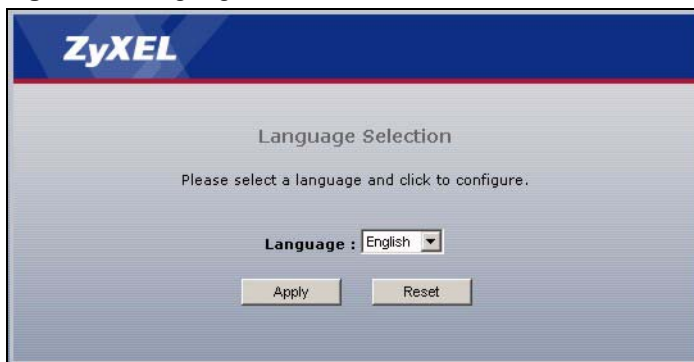 ZyXEL
Language Selection
Please select a language and click to configure.
Language : English
Apply Reset